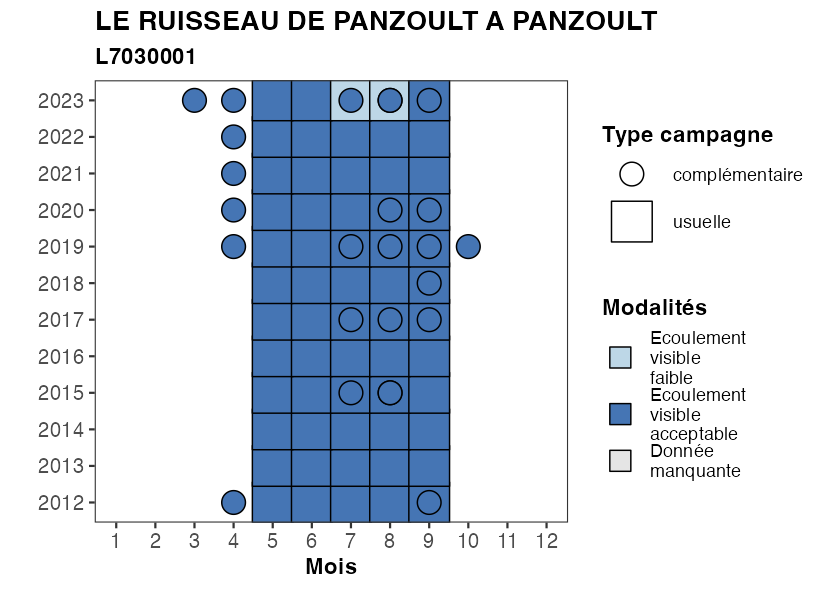 LE RUISSEAU DE PANZOULT A PANZOULT
L7030001
2023
2022
2021
2020
2019
2018
2017
2016
2015
2014
2013
2012
1 2 3 4 5 6 7 8 9 10 11 12
Mois
Type campagne
complémentaire
usuelle
Modalités
Ecoulement
visible
faible
Ecoulement
visible
acceptable
Donnée
manquante